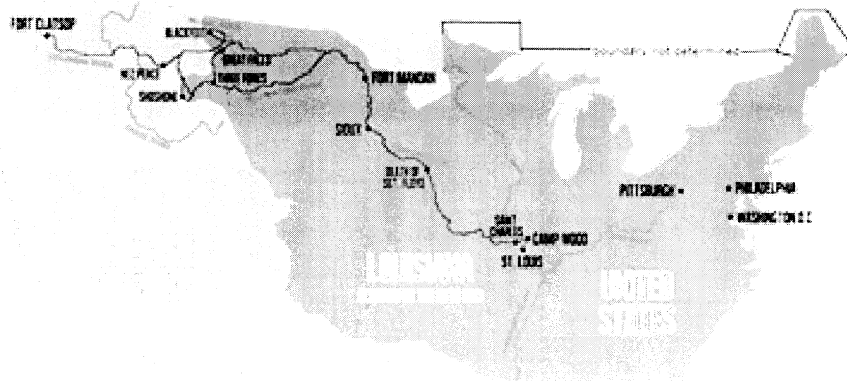 FORT CLATSOP
BLACKFOOT
GREAT FALLS
NEZ PERCE
THREE FORKS
SHOSHONE
FORT MANDAN
boundary not determined
SIOUX
DEATH OF
SGT. FLOYD
PITTSBURGH
PHILADELPHIA
WASHINGTON D.C.
SAINT
CHARLES
CAMP WOOD
ST. LOUIS
LOUISIANA
UNITED
STATES